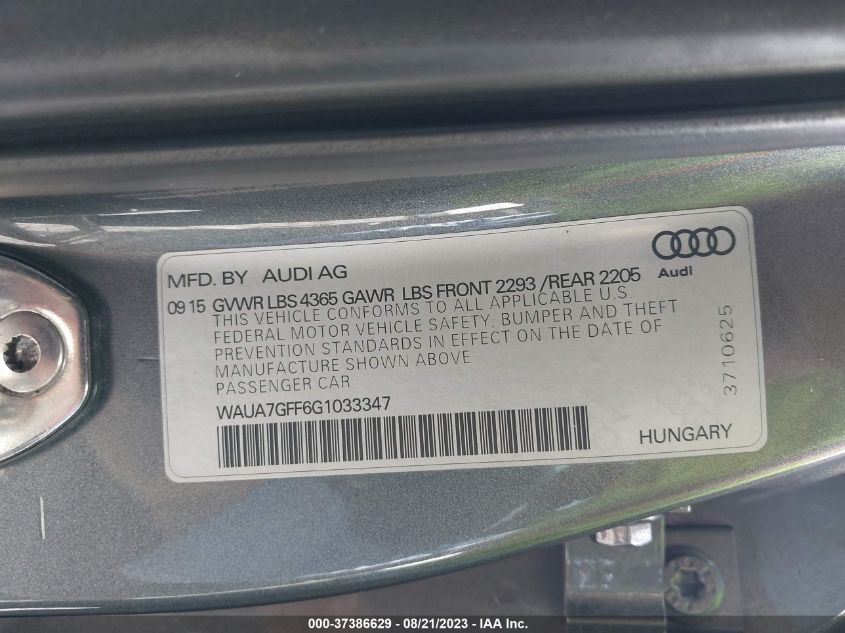 MFD. BY AUDI AG
Audi
09 15 GVWR LBS 4365 GAWR LBS FRONT 2293 /REAR 2205
THIS VEHICLE CONFORMS TO ALL APPLICABLE U.S.
FEDERAL MOTOR VEHICLE SAFETY, BUMPER AND THEFT
PREVENTION STANDARDS IN EFFECT ON THE DATE OF
MANUFACTURE SHOWN ABOVE
PASSENGER CAR
WAUA7GFF6G1033347
3710625
HUNGARY
000-37386629 - 08/21/2023 - IAA Inc.